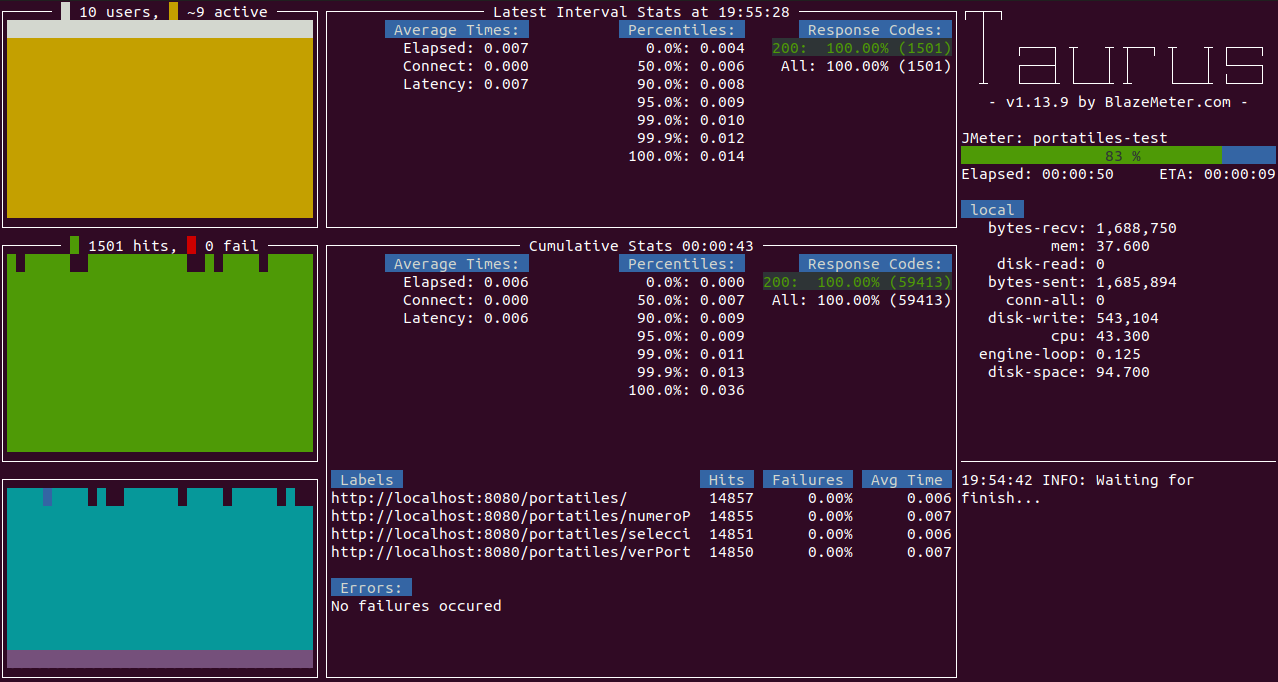 10 users, ~9 active
Latest Interval Stats at 19:55:28
Average Times: Percentiles: Response Codes:
Elapsed: 0.007 0.0%: 0.004 200: 100.00% (1501)
Connect: 0.000 50.0%: 0.006 All: 100.00% (1501)
Latency: 0.007 90.0%: 0.008
95.0%: 0.009
99.0%: 0.010
99.9%: 0.012
100.0%: 0.014
Taurus
- v1.13.9 by BlazeMeter.com -
JMeter: portatiles-test
83 %
Elapsed: 00:00:50 ETA: 00:00:09
local
bytes-recv: 1,688,750
mem: 37.600
disk-read: 0
bytes-sent: 1,685,894
conn-all: 0
disk-write: 543,104
cpu: 43.300
engine-loop: 0.125
disk-space: 94.700
1501 hits, 0 fail
Cumulative Stats 00:00:43
Average Times: Percentiles: Response Codes:
Elapsed: 0.006 0.0%: 0.000 200: 100.00% (59413)
Connect: 0.000 50.0%: 0.007 All: 100.00% (59413)
Latency: 0.006 90.0%: 0.009
95.0%: 0.009
99.0%: 0.011
99.9%: 0.013
100.0%: 0.036
Labels Hits Failures Avg Time
http://localhost:8080/portatiles/ 14857 0.00% 0.006
http://localhost:8080/portatiles/numeroP 14855 0.00% 0.007
http://localhost:8080/portatiles/selecci 14851 0.00% 0.006
http://localhost:8080/portatiles/verPort 14850 0.00% 0.007
Errors:
No failures occured
19:54:42 INFO: Waiting for
finish...